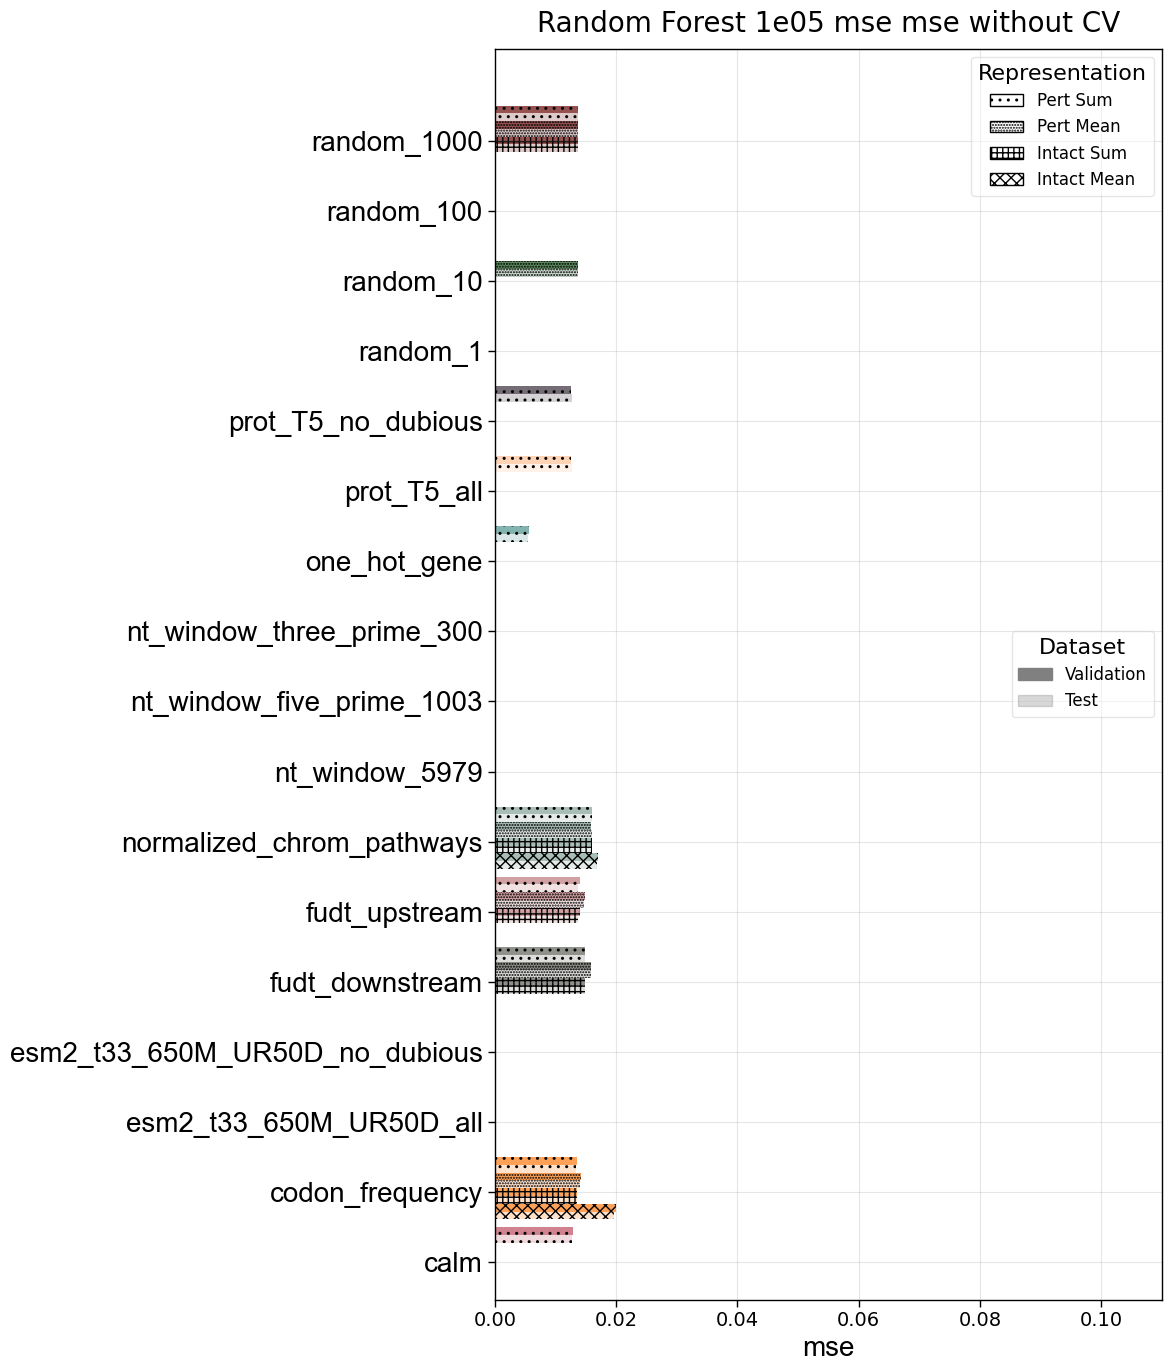 Random Forest 1e05 mse mse without CV
Representation
Pert Sum
Pert Mean
Intact Sum
Intact Mean
random_1000
random_100
random_10
random_1
prot_T5_no_dubious
prot_T5_all
one_hot_gene
nt_window_three_prime_300
Dataset
Validation
Test
nt_window_five_prime_1003
nt_window_5979
normalized_chrom_pathways
fudt_upstream
fudt_downstream
esm2_t33_650M_UR50D_no_dubious
esm2_t33_650M_UR50D_all
codon_frequency
calm
0.00 0.02 0.04 0.06 0.08 0.10
mse